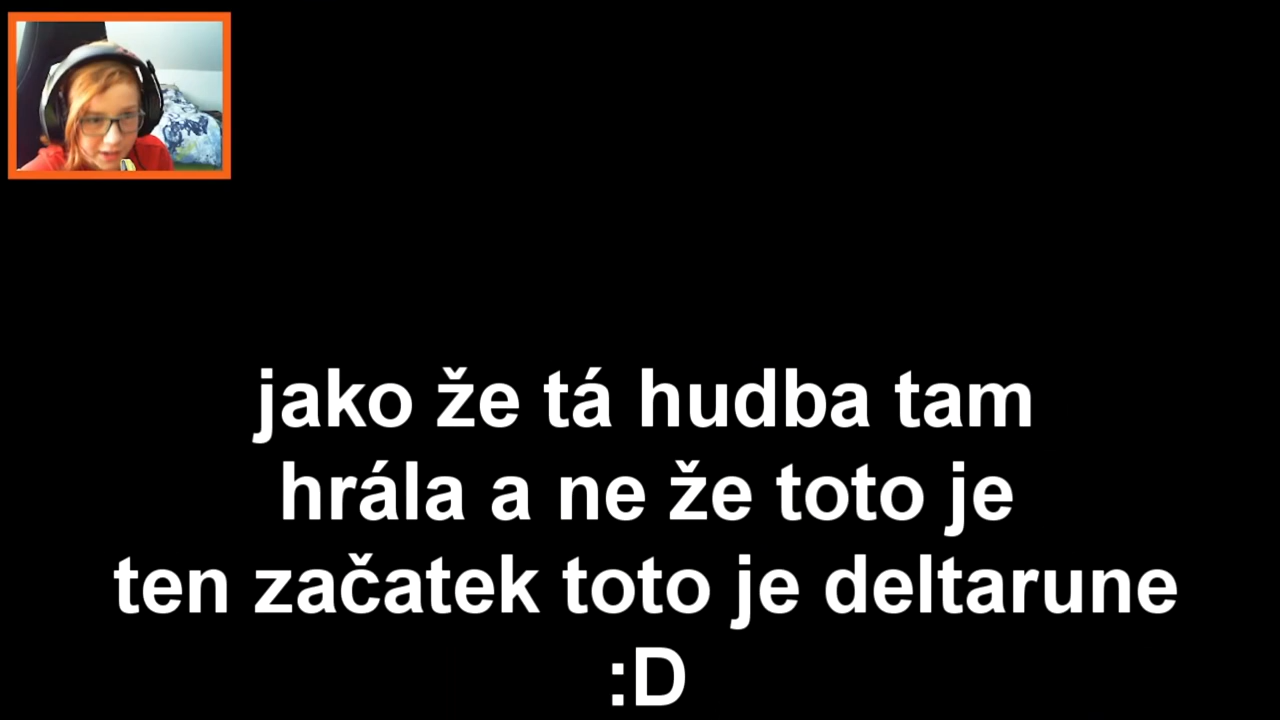 jako že tá hudba tam
hrála a ne že toto je
ten začatek toto je deltarune
:D